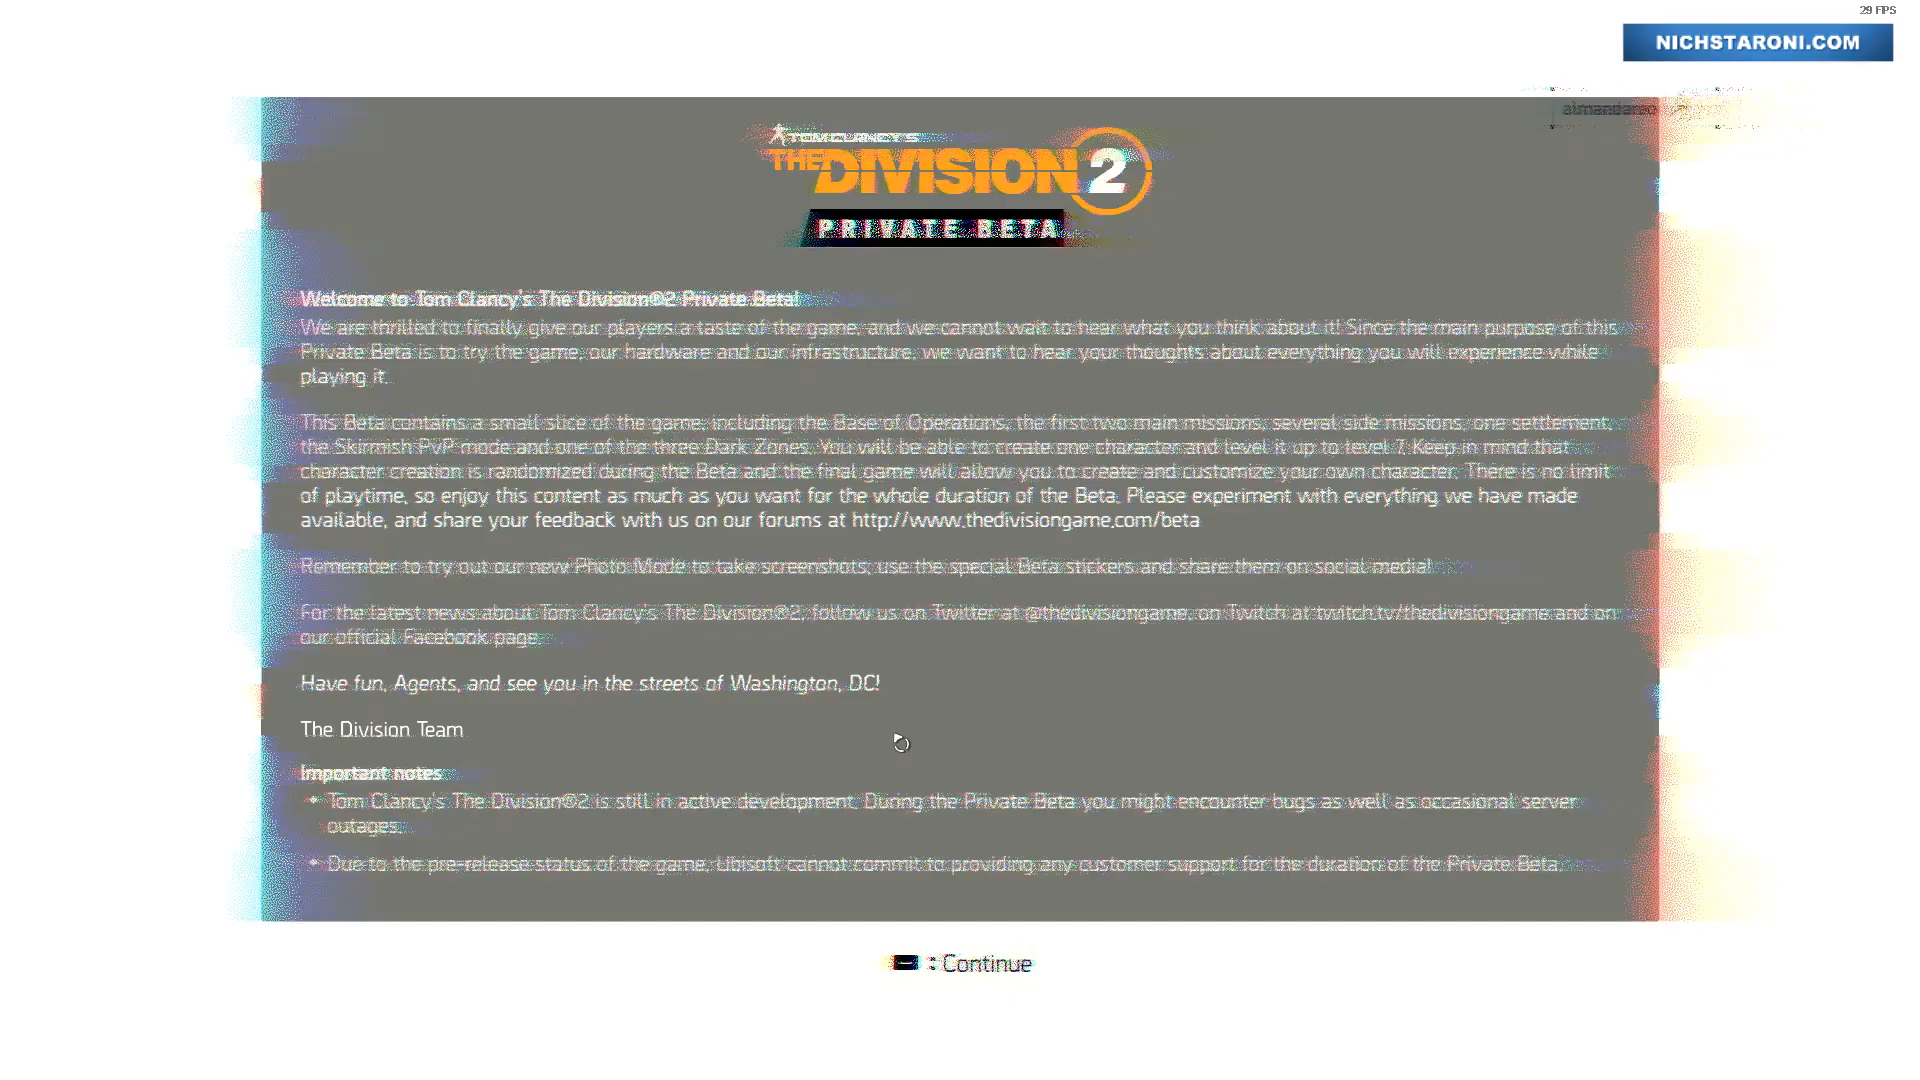 29 FPS
NICHSTARONI.COM
TOM CLANCY'S
THE DIVISION 2
PRIVATE BETA
Welcome to Tom Clancy's The Division®2 Private Beta!
We are thrilled to finally give our players a taste of the game, and we cannot wait to hear what you think about it! Since the main purpose of this
Private Beta is to try the game, our hardware and our infrastructure, we want to hear your thoughts about everything you will experience while
playing it.
This Beta contains a small slice of the game, including the Base of Operations, the first two main missions, several side missions, one settlement,
the Skirmish PvP mode and one of the three Dark Zones. You will be able to create one character and level it up to level 7. Keep in mind that
character creation is randomized during the Beta and the final game will allow you to create and customize your own character. There is no limit
of playtime, so enjoy this content as much as you want for the whole duration of the Beta. Please experiment with everything we have made
available, and share your feedback with us on our forums at http://www.thedivisiongame.com/beta
Remember to try out our new Photo Mode to take screenshots, use the special Beta stickers and share them on social media!
For the latest news about Tom Clancy's The Division®2, follow us on Twitter at @thedivisiongame, on Twitch at twitch.tv/thedivisiongame and on
our official Facebook page.
Have fun, Agents, and see you in the streets of Washington, DC!
The Division Team
Important notes
• Tom Clancy's The Division®2 is still in active development. During the Private Beta you might encounter bugs as well as occasional server
outages.
• Due to the pre-release status of the game, Ubisoft cannot commit to providing any customer support for the duration of the Private Beta.
: Continue